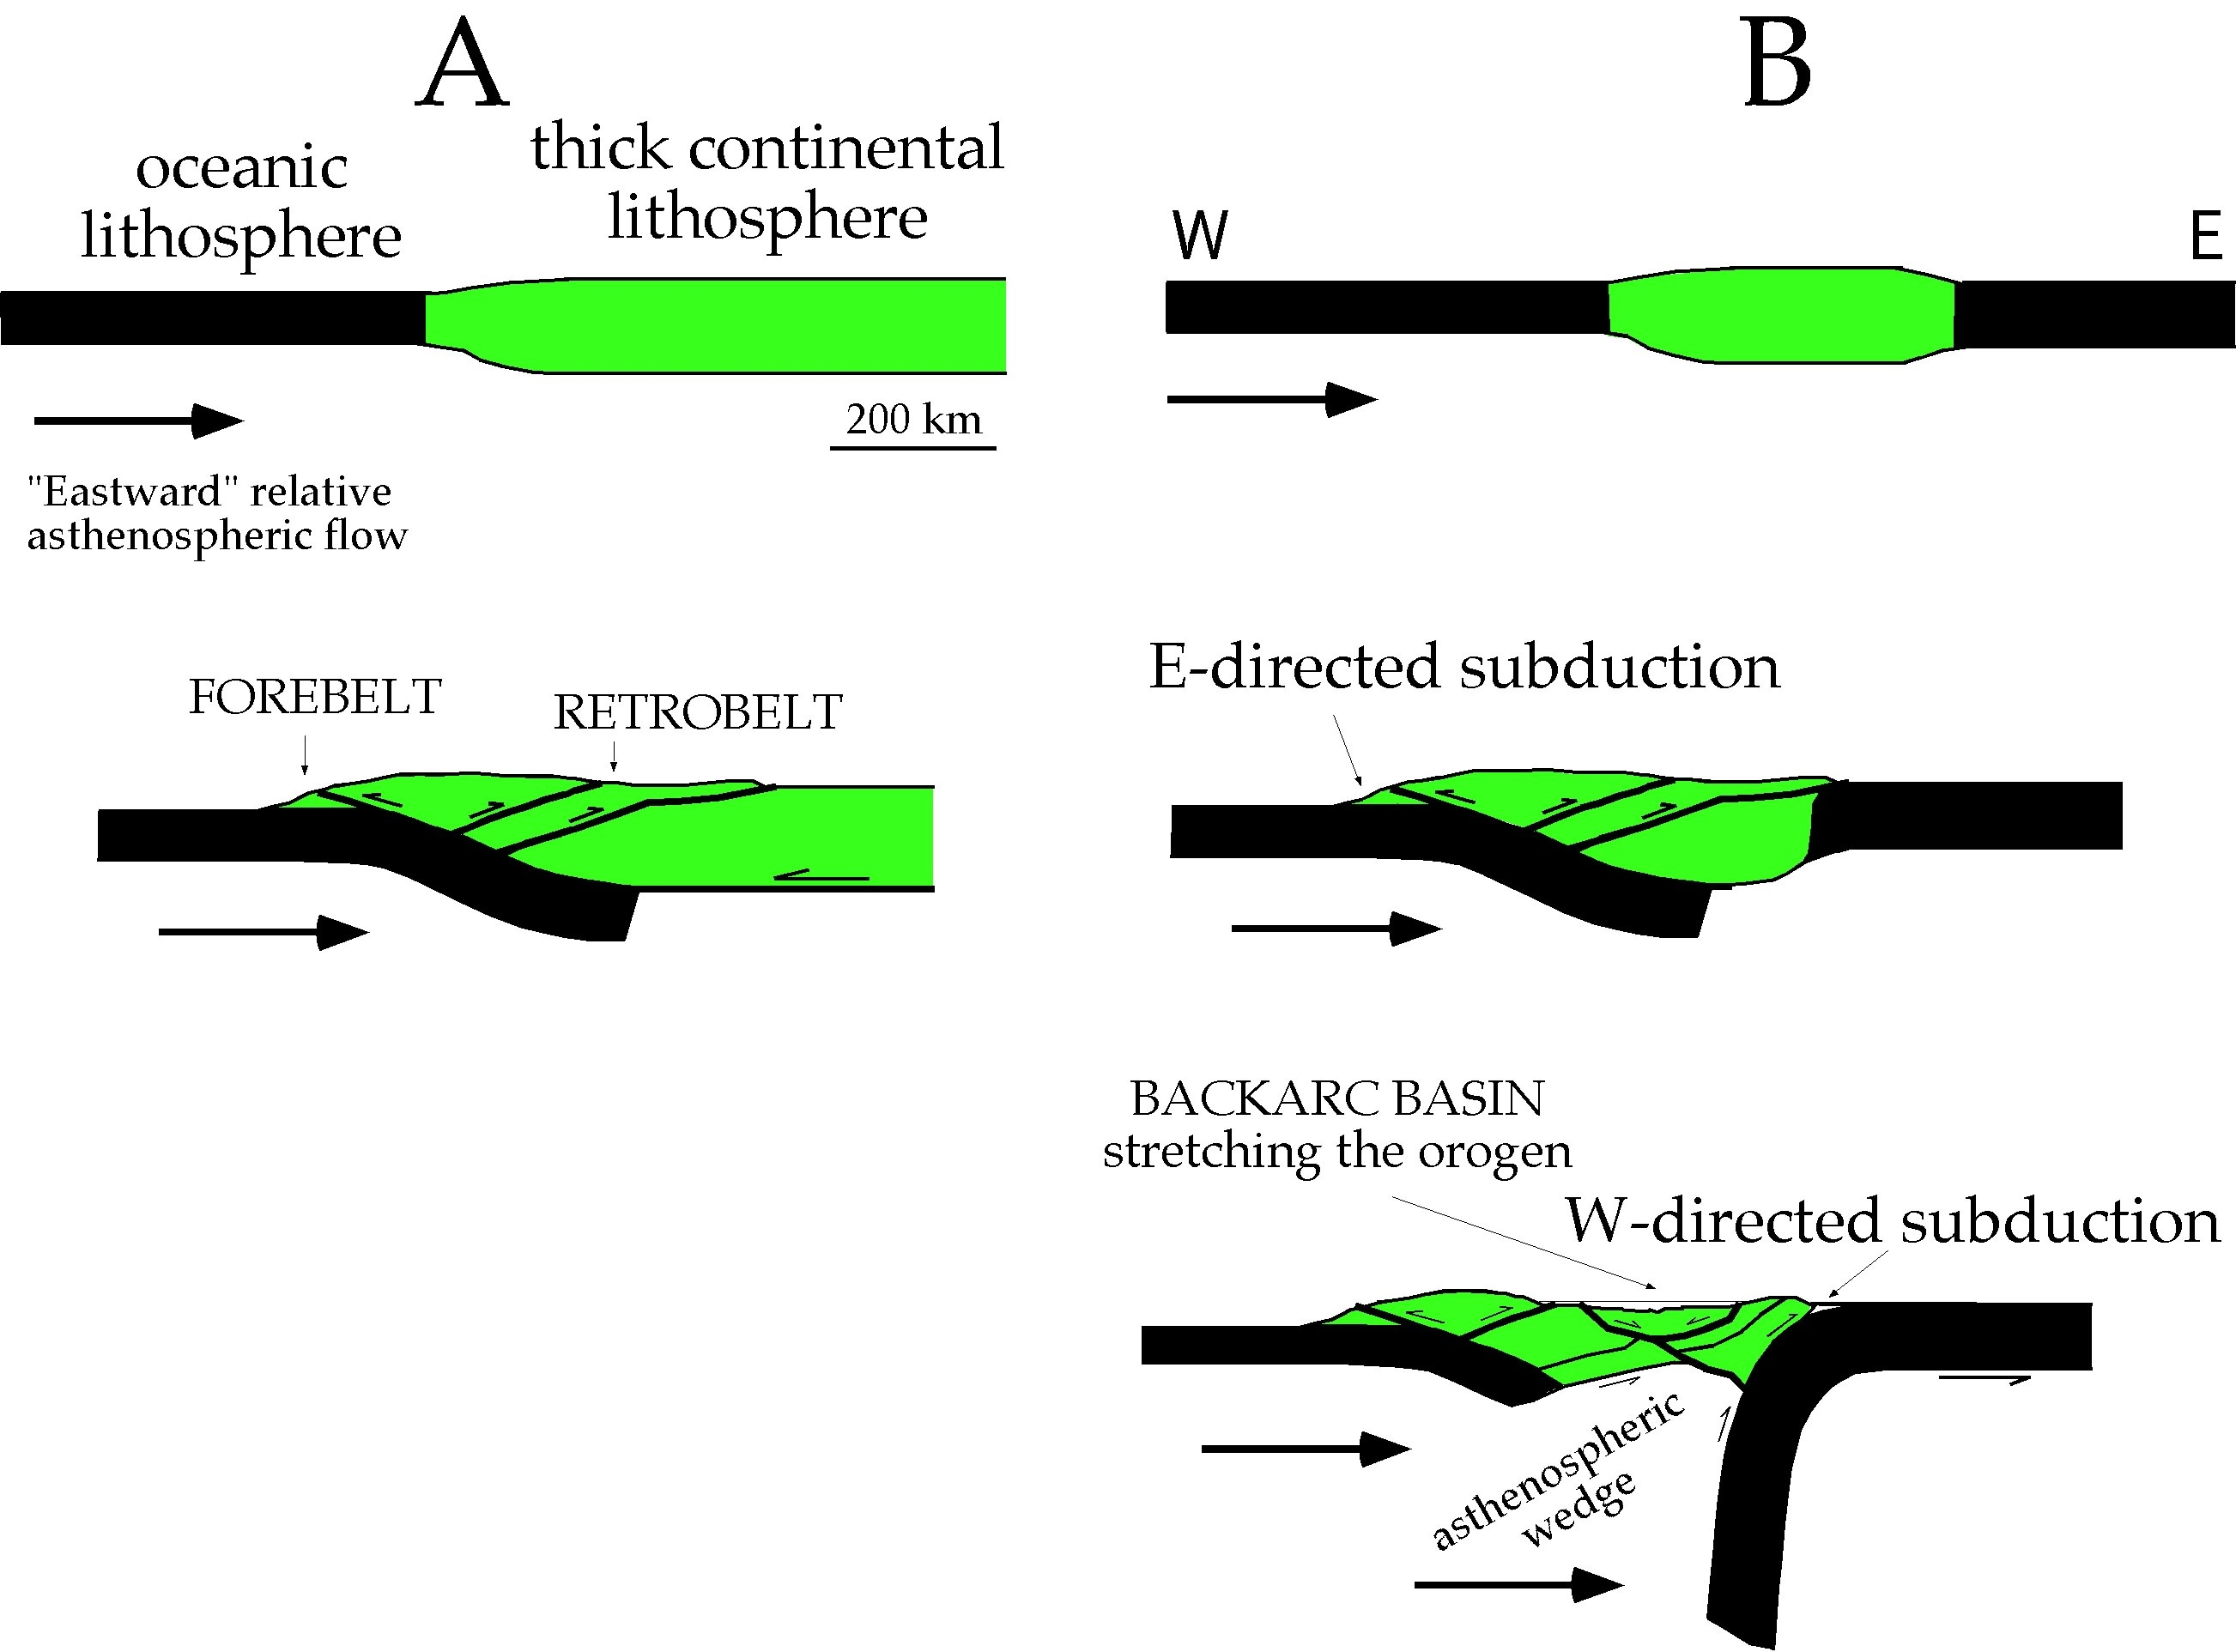 A
oceanic
lithosphere
thick continental
lithosphere
200 km
"Eastward" relative
asthenospheric flow
FOREBELT
RETROBELT
B
W
E
E-directed subduction
BACKARC BASIN
stretching the orogen
W-directed subduction
asthenospheric
wedge